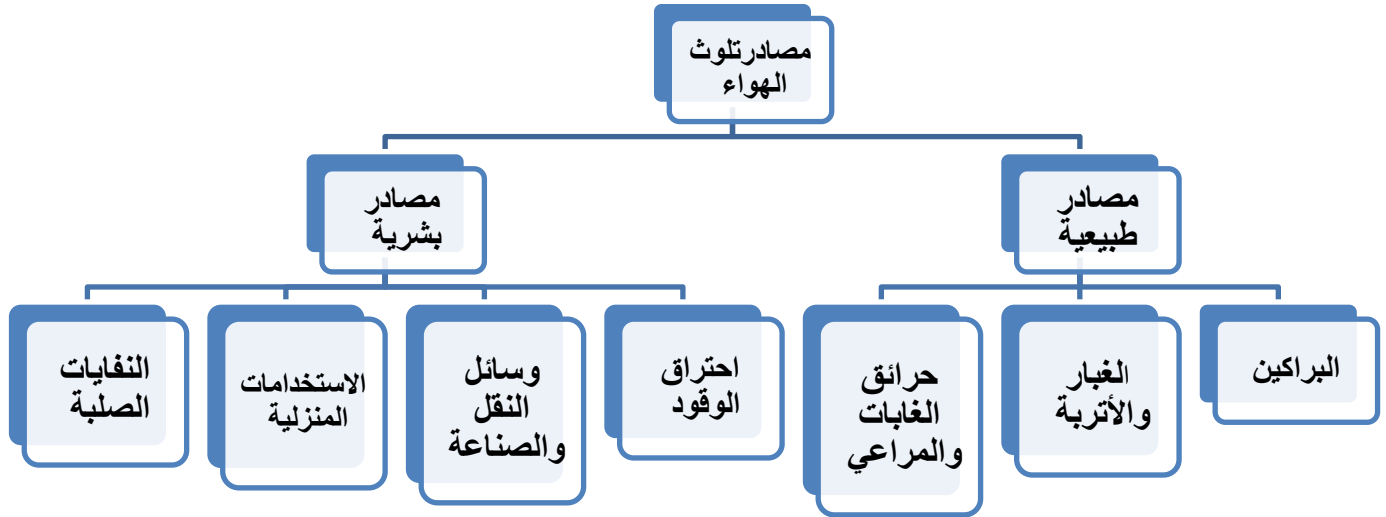 مصادرتلوث
الهواء
مصادر
طبيعية
مصادر
بشرية
البراكين
الغبار
والأتربة
حرائق
الغابات
والمراعي
احتراق
الوقود
وسائل
النقل
والصناعة
الاستخدامات
المنزلية
النفايات
الصلبة